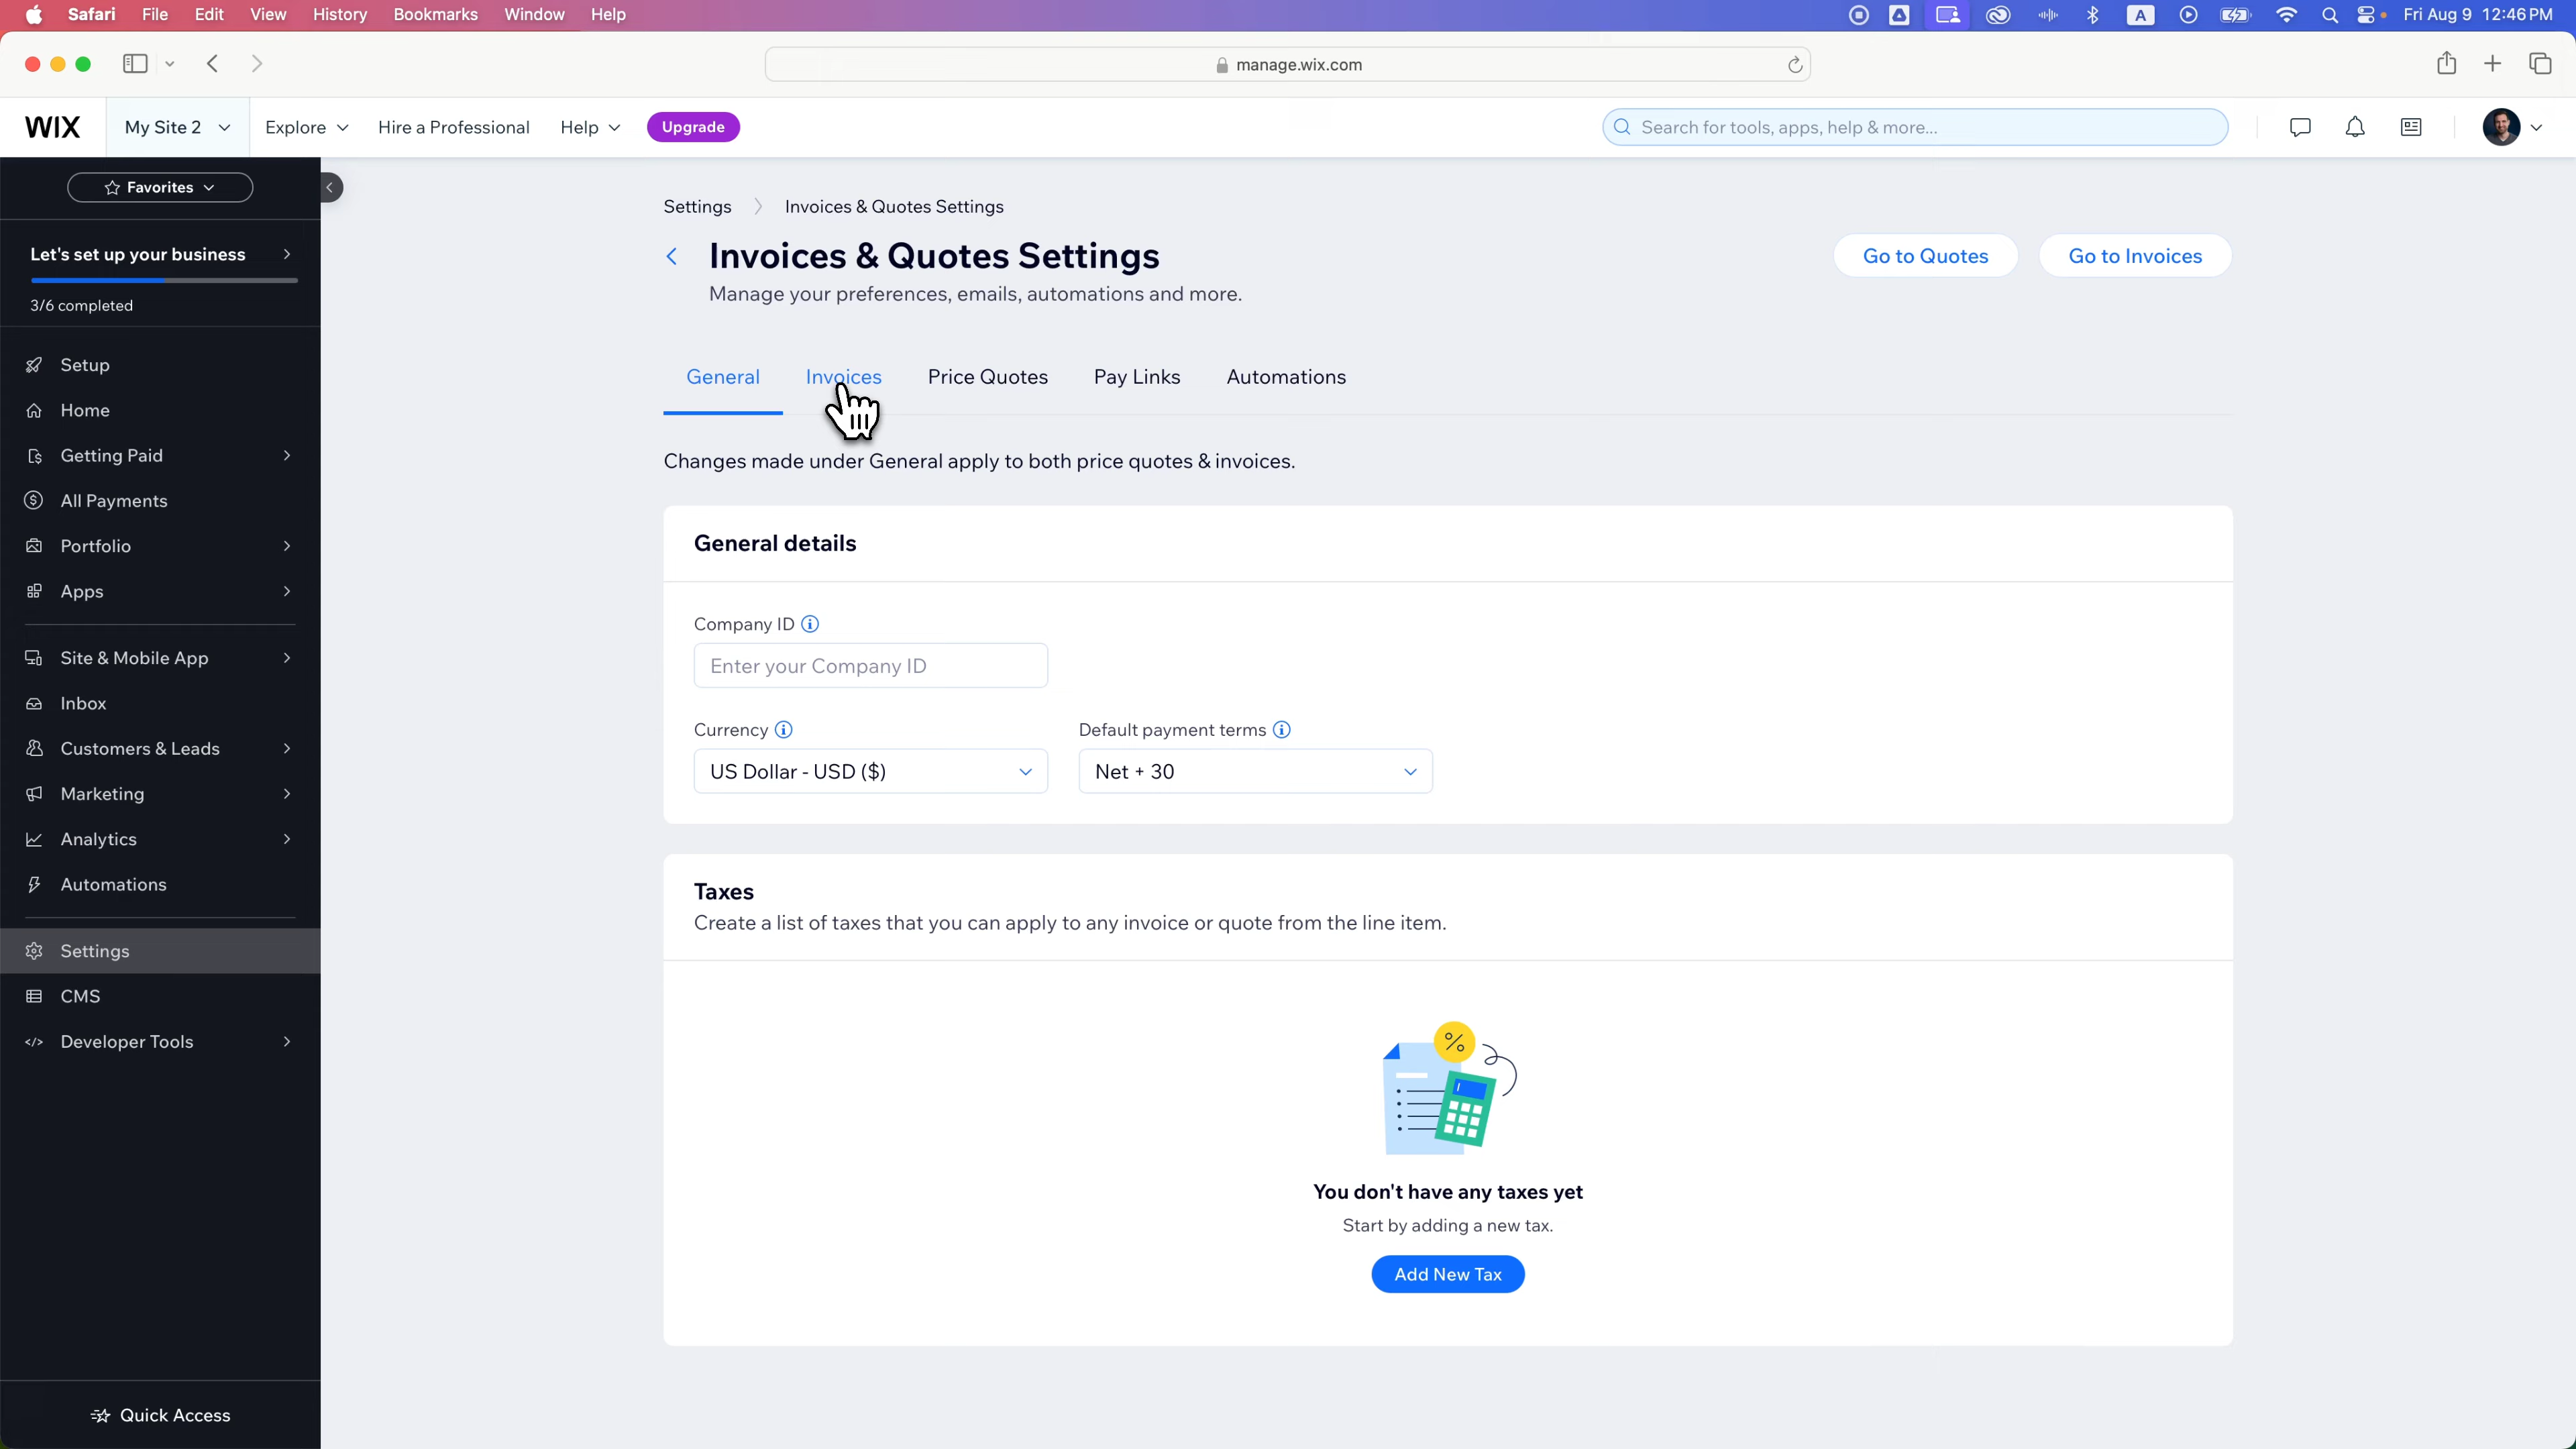 Safari File Edit View History Bookmarks Window Help
A
Fri Aug 9 12:46 PM
manage.wix.com
WIX
My Site 2
Explore
Hire a Professional
Help
Upgrade
Search for tools, apps, help & more...
Favorites
Let's set up your business
3/6 completed
Setup
Home
Getting Paid
All Payments
Portfolio
Apps
Site & Mobile App
Inbox
Customers & Leads
Marketing
Analytics
Automations
Settings
CMS
Developer Tools
Quick Access
Settings > Invoices & Quotes Settings
Invoices & Quotes Settings
Manage your preferences, emails, automations and more.
Go to Quotes
Go to Invoices
General
Invoices
Price Quotes
Pay Links
Automations
Changes made under General apply to both price quotes & invoices.
General details
Company ID
Enter your Company ID
Currency
US Dollar - USD ($)
Default payment terms
Net + 30
Taxes
Create a list of taxes that you can apply to any invoice or quote from the line item.
%
You don't have any taxes yet
Start by adding a new tax.
Add New Tax